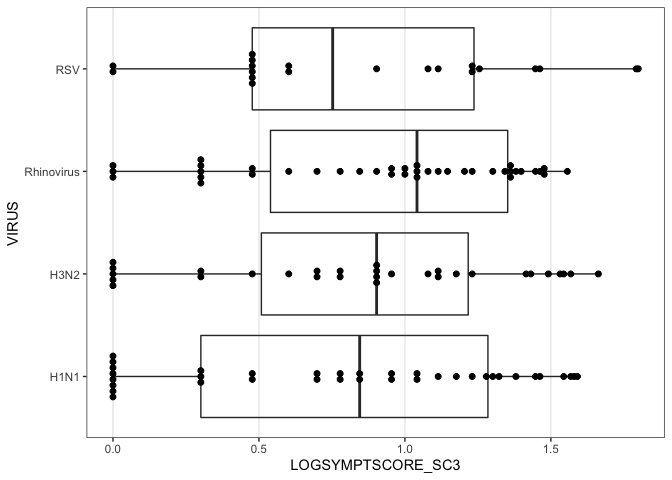 RSV
Rhinovirus
H3N2
H1N1
VIRUS
0.0 0.5 1.0 1.5
LOGSYMPTSCORE_SC3